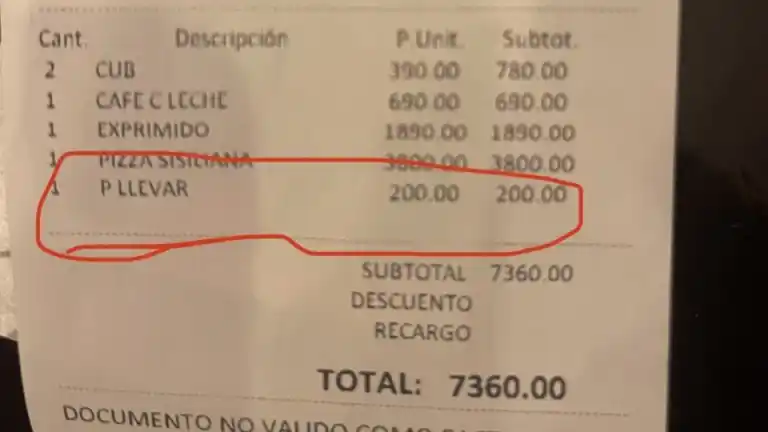 Cant. Descripción P.Unit. Subtot.
2 CUB 390.00 780.00
1 CAFE C LECHE 690.00 690.00
1 EXPRIMIDO 1890.00 1890.00
1 PIZZA SISILIANA 3800.00 3800.00
1 P LLEVAR 200.00 200.00
SUBTOTAL 7360.00
DESCUENTO
RECARGO
TOTAL: 7360.00
DOCUMENTO NO VALIDO COMO